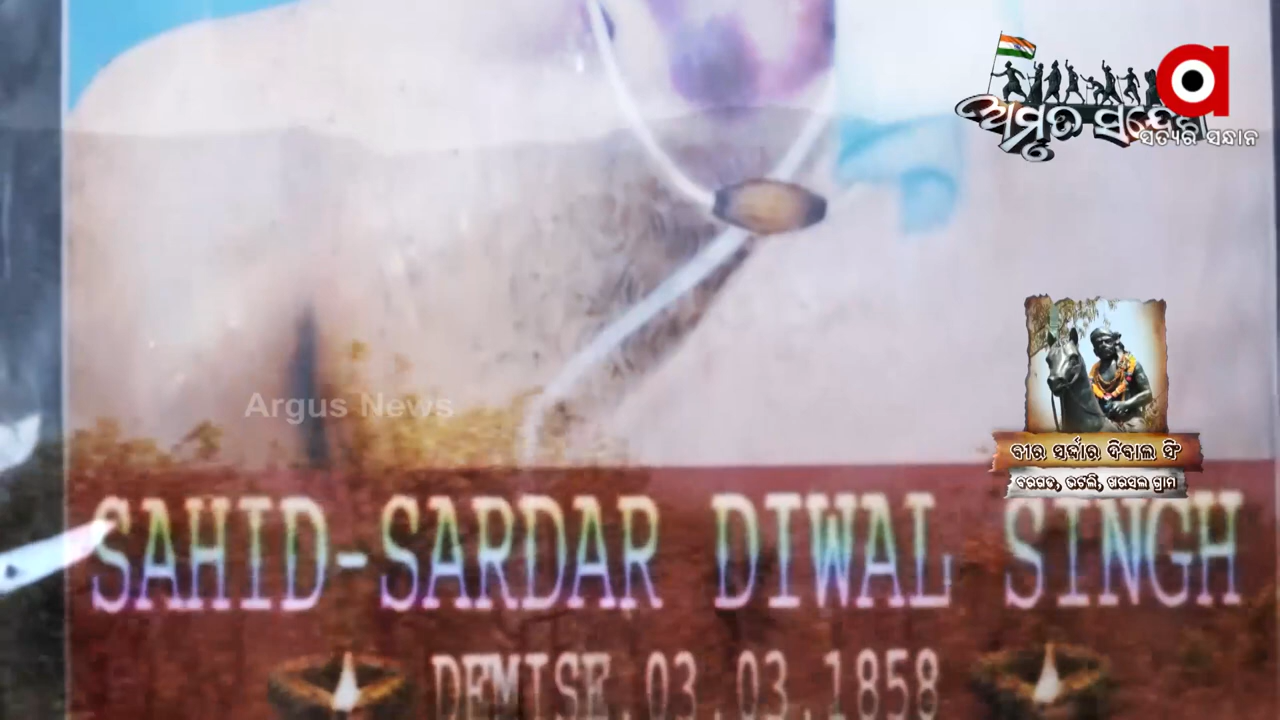 ଅମୃତ ସନ୍ଦେଶ
a
ସତ୍ୟର ସନ୍ଧାନ
Argus News
ବୀର ସର୍ଦ୍ଦାର ଦିବାଲ ସିଂ
ବରଗଡ, ଭଟଲି, ଖରସଲ ଗ୍ରାମ
SAHID-SARDAR DIWAL SINGH
DEMISE.03.03.1858